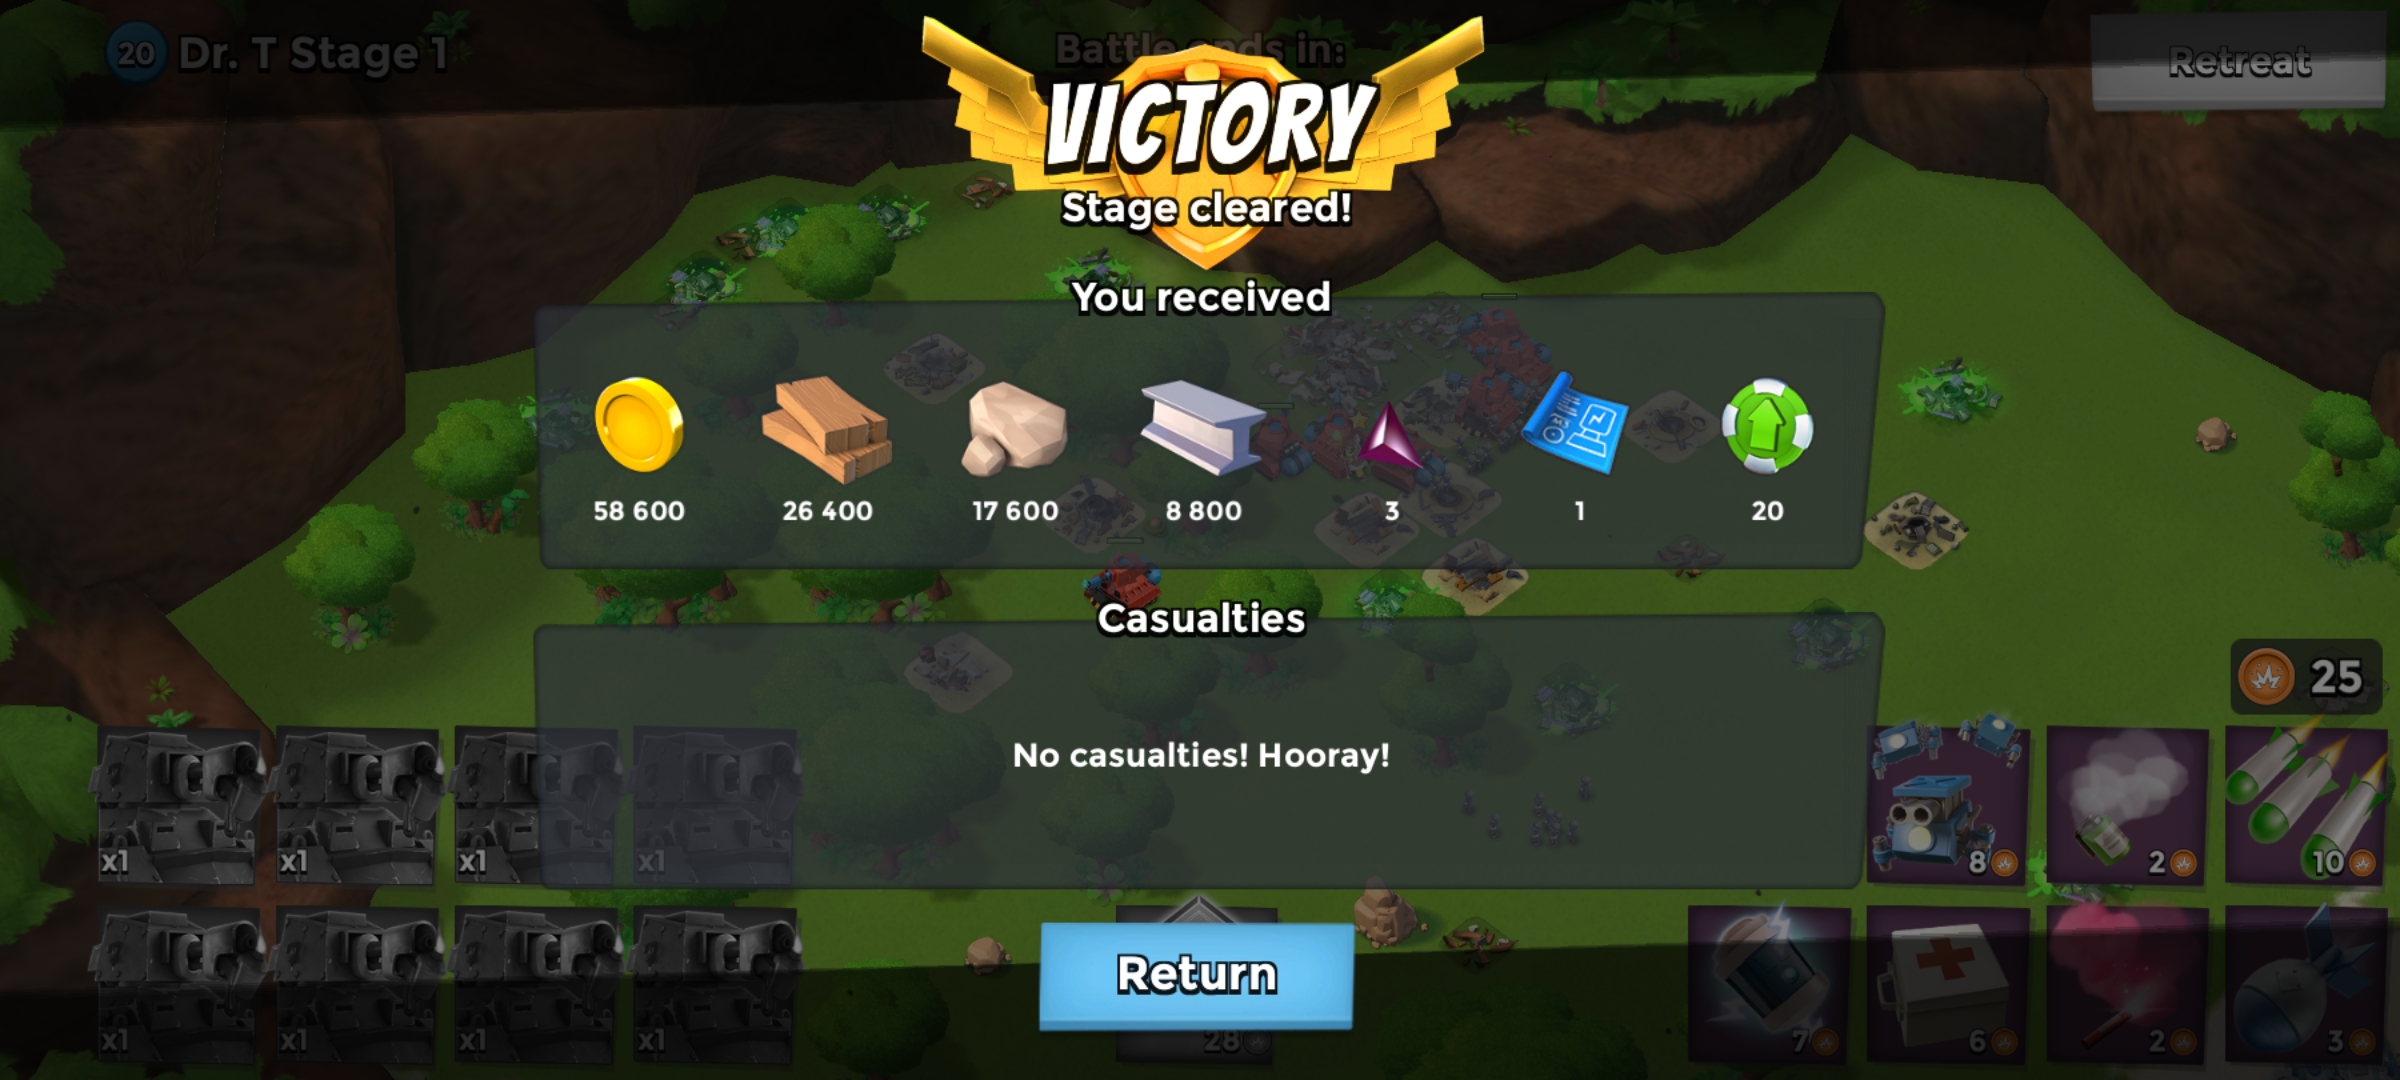 20 Dr. T Stage 1
Battle ends in:
Retreat
VICTORY
Stage cleared!
You received
58 600 26 400 17 600 8 800 3 1 20
Casualties
25
No casualties! Hooray!
x1 x1 x1 x1
8 2 10
Return
x1 x1 x1 x1
28
7 6 2 3